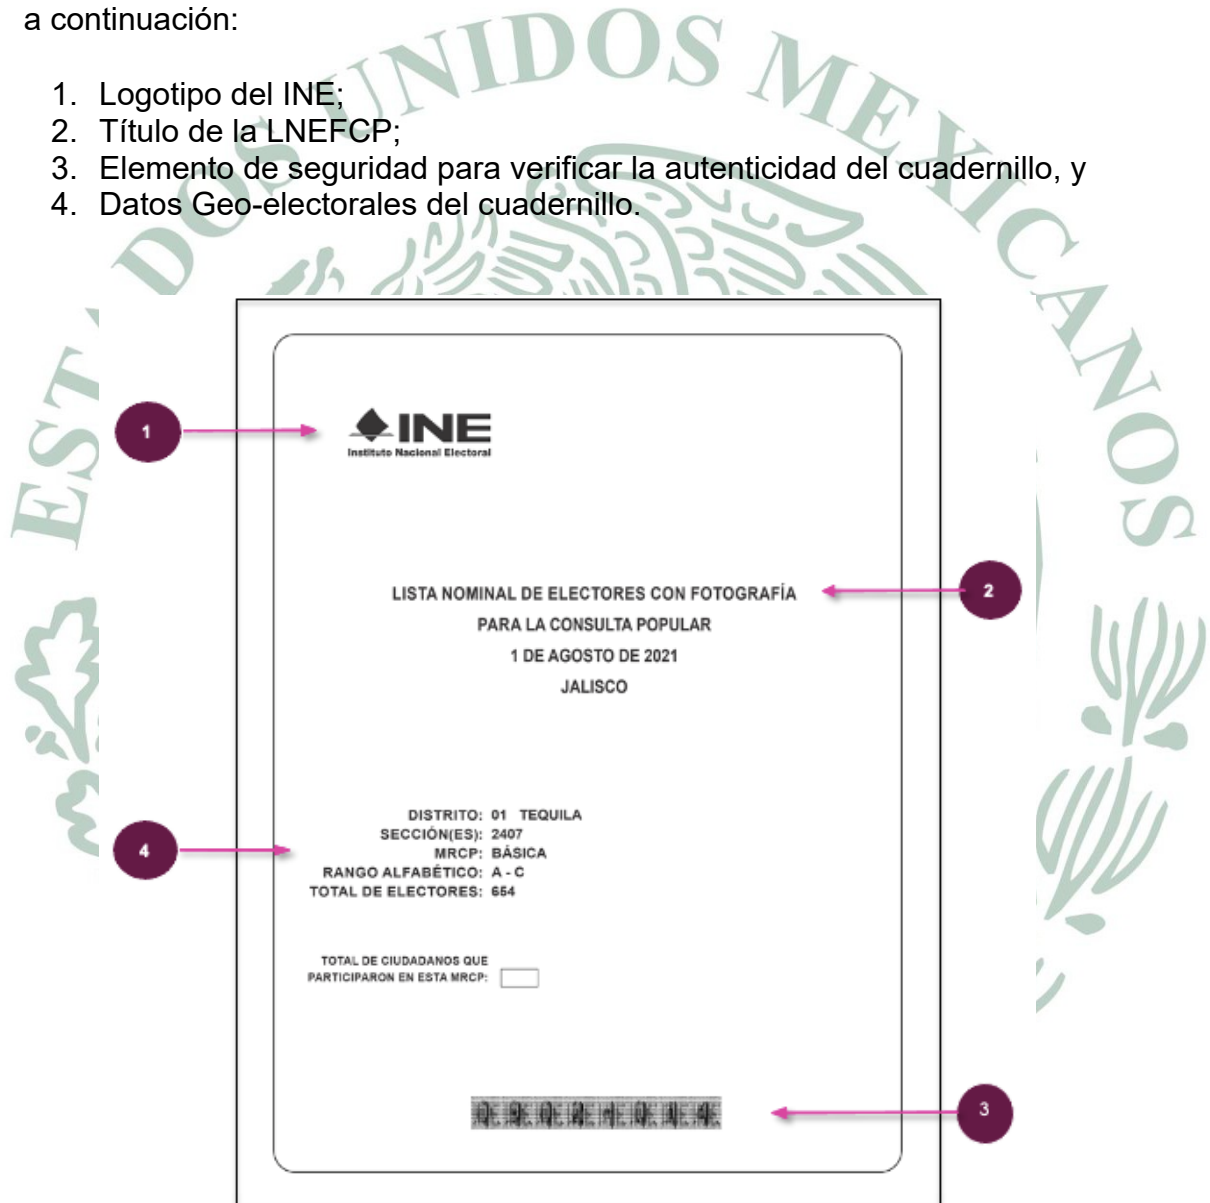 a continuación:
1. Logotipo del INE;
2. Título de la LNEFCP;
3. Elemento de seguridad para verificar la autenticidad del cuadernillo, y
4. Datos Geo-electorales del cuadernillo.
ESTADOS UNIDOS MEXICANOS
1
INE
Instituto Nacional Electoral
LISTA NOMINAL DE ELECTORES CON FOTOGRAFÍA
2
PARA LA CONSULTA POPULAR
1 DE AGOSTO DE 2021
JALISCO
DISTRITO: 01 TEQUILA
SECCIÓN(ES): 2407
4
MRCP: BÁSICA
RANGO ALFABÉTICO: A - C
TOTAL DE ELECTORES: 654
TOTAL DE CIUDADANOS QUE
PARTICIPARON EN ESTA MRCP:
3